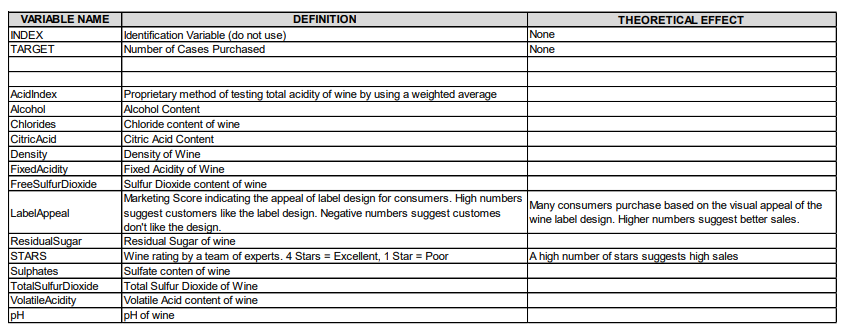 VARIABLE NAME DEFINITION THEORETICAL EFFECT
INDEX Identification Variable (do not use) None
TARGET Number of Cases Purchased None
AcidIndex Proprietary method of testing total acidity of wine by using a weighted average
Alcohol Alcohol Content
Chlorides Chloride content of wine
CitricAcid Citric Acid Content
Density Density of Wine
FixedAcidity Fixed Acidity of Wine
FreeSulfurDioxide Sulfur Dioxide content of wine
LabelAppeal
Marketing Score indicating the appeal of label design for consumers. High numbers
suggest customers like the label design. Negative numbers suggest customes
don't like the design.
Many consumers purchase based on the visual appeal of the
wine label design. Higher numbers suggest better sales.
ResidualSugar Residual Sugar of wine
STARS Wine rating by a team of experts. 4 Stars = Excellent, 1 Star = Poor A high number of stars suggests high sales
Sulphates Sulfate conten of wine
TotalSulfurDioxide Total Sulfur Dioxide of Wine
VolatileAcidity Volatile Acid content of wine
pH pH of wine